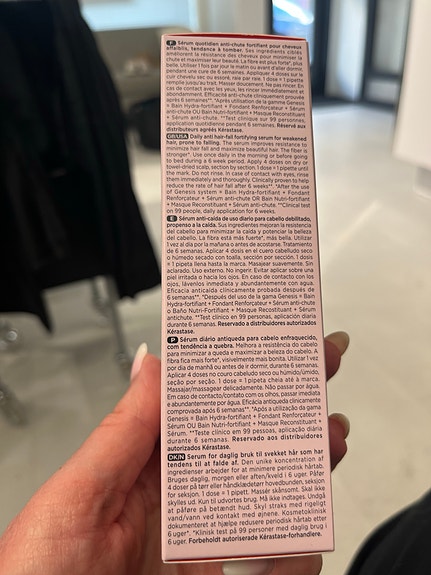 F Sérum quotidien anti-chute fortifiant pour cheveux
affaiblis, tendance à tomber. Ses ingrédients ciblés
améliorent la résistance des cheveux pour minimiser la
chute et maximiser leur beauté. La fibre est plus forte*, plus
belle. Utiliser 1 fois par jour le matin ou avant d'aller dormir,
pendant une cure de 6 semaines. Appliquer 4 doses sur le
cuir chevelu sec ou essoré, raie par raie. 1 dose = 1 pipette
remplie jusqu'au trait. Masser doucement. Ne pas rincer. En
cas de contact avec les yeux, les rincer immédiatement et
abondamment. Efficacité anti-chute cliniquement prouvée
après 6 semaines**. *Après utilisation de la gamme Genesis
= Bain Hydra-fortifiant + Fondant Renforçateur + Sérum
anti-chute OU Bain Nutri-fortifiant + Masque Reconstituant
+ Sérum anti-chute. **Test clinique sur 99 personnes,
application quotidienne pendant 6 semaines. Réservé aux
distributeurs agréés Kérastase.
GB/USA Daily anti hair-fall fortifying serum for weakened
hair, prone to falling. The serum improves resistance to
minimize hair fall and maximize beauty hair. The fiber is
stronger*. Use once daily in the morning or before going
to bed during a 6 week period. Apply 4 doses on dry or
towel-dried scalp, section by section. 1 dose = 1 pipette until
the mark. Do not rinse. In case of contact with eyes, rinse
them immediately and thoroughly. Clinically proven to help
reduce the rate of hair fall after 6 weeks**. *After the use
of Genesis system = Bain Hydra-fortifiant + Fondant
Renforçateur + Sérum anti-chute OR Bain Nutri-fortifiant
+ Masque Reconstituant + Sérum anti-chute. **Clinical test
on 99 people, daily application for 6 weeks.
E Sérum anti-caída de uso diario para cabello debilitado,
propenso a la caída. Sus ingredientes mejoran la resistencia
del cabello para minimizar la caída y potenciar la belleza
del cabello. La fibra está más fuerte*, más bella. Utilizar
1 vez al día por la mañana o antes de acostarse. Tratamiento
de 6 semanas. Aplicar 4 dosis en el cuero cabelludo seco
o húmedo secado con toalla, sección por sección. 1 dosis
= 1 pipeta llena hasta la marca. Masajear suavemente. Sin
aclarado. Uso externo. No ingerir. Evitar aplicar sobre una
piel irritada o hacia los ojos. En caso de contacto con los
ojos, lávenlos inmediata y abundantemente con agua.
Eficacia anticaída clínicamente probada después de
6 semanas**. *Después del uso de la gama Genesis =
Bain Hydra-fortifiant + Fondant Renforçateur + Sérum anti-chute
o Baño Nutri-Fortifiant + Masque Reconstituant + Sérum
antichute. **Test clínico en 99 personas, aplicación diaria
durante 6 semanas. Reservado a distribuidores autorizados
Kérastase.
P Sérum diário antiqueda para cabelo enfraquecido,
com tendência a quebra. Melhora a resistência do cabelo
para minimizar a queda e maximizar a beleza do cabelo. A
fibra fica mais forte*, visivelmente mais bonita. Utilizar 1 vez
por dia de manhã ou antes de ir dormir, durante 6 semanas.
Aplicar 4 doses no couro cabeludo seco ou húmido/úmido,
seção por seção. 1 dose = 1 pipeta cheia até à marca.
Massajar/massagear delicadamente. Não passar por água.
Em caso de contacto/contato com os olhos, passar imediata
e abundantemente por água. Eficácia antiqueda clinicamente
comprovada após 6 semanas**. *Após a utilização da gama
Genesis = Bain Hydra-fortifiant + Fondant Renforçateur +
Sérum OU Bain Nutri-fortifiant + Masque Reconstituant +
Sérum. **Teste clínico em 99 pessoas, aplicação diária
durante 6 semanas. Reservado aos distribuidores
autorizados Kérastase.
DK/N Serum for daglig bruk til svekket hår som har
tendens til at falde af. Den unike konsentration af
ingredienser arbejder for at minimere periodisk hårtab.
Bruges daglig, morgen eller aften/kveld i 6 uger. Påfør
4 doser på tørr eller håndklædetørr hovedbunden, seksjon
for seksjon. 1 dose = 1 pipet. Massér skånsomt. Skal ikke
skylles ud. Kun til udvortes brug. Må ikke indtages. Undgå
at påføre på betændt hud. Skyl straks med rigeligt
vand/vann ved kontakt med øjnene. Kosmetoklinisk
dokumenteret at hjælpe redusere periodisk hårtab etter
6 uger*. *Klinisk test på 99 personer med daglig brug i
6 uger. Forbeholdt autoriserede Kérastase-forhandlere.